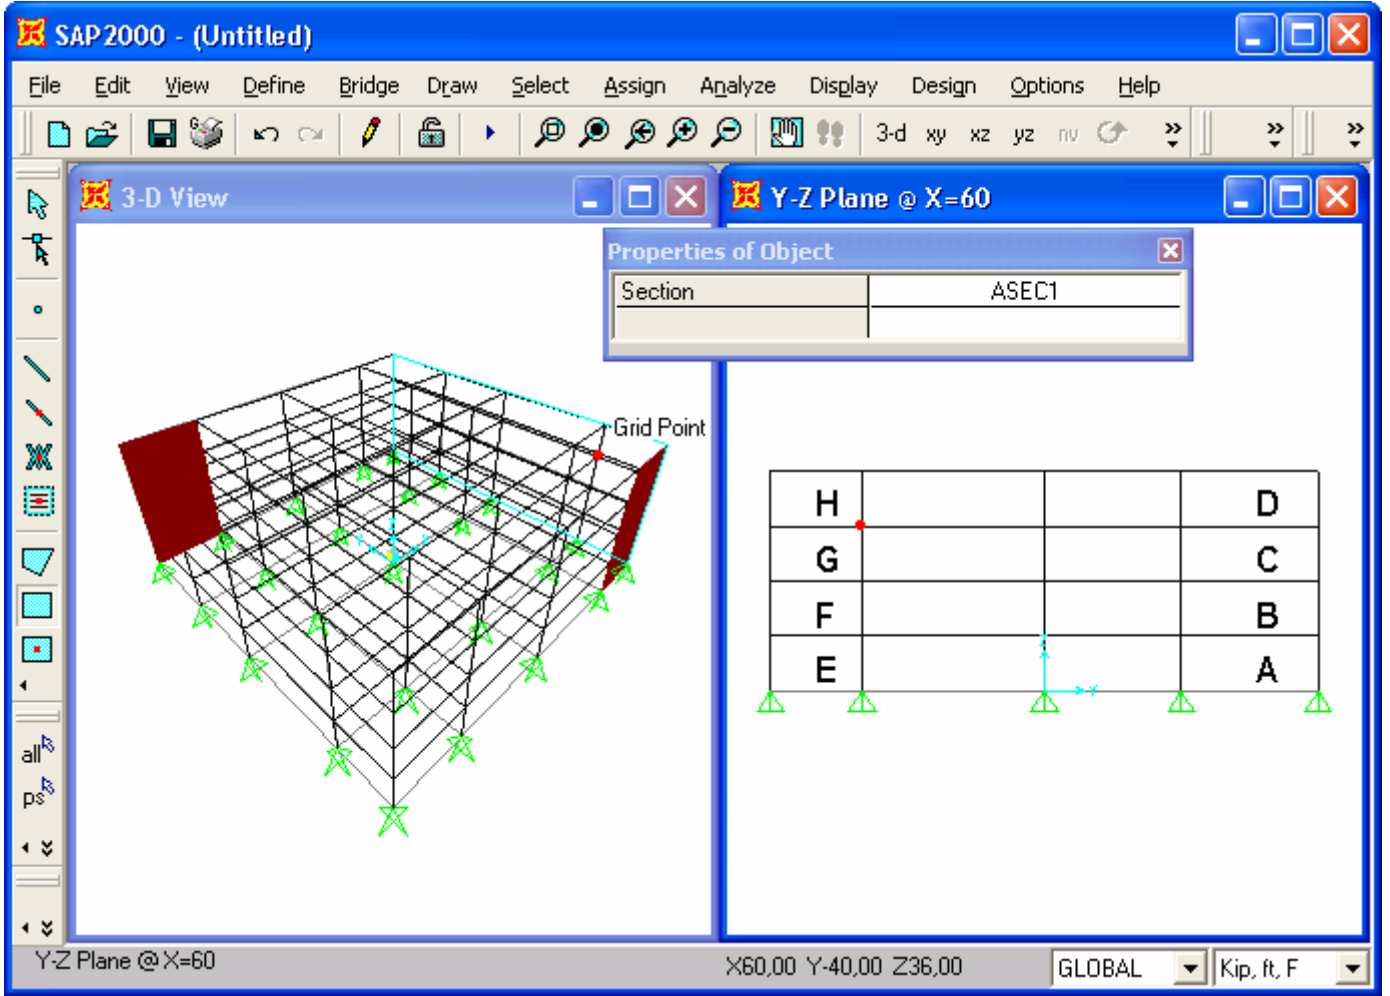 SAP2000 - (Untitled)
File Edit View Define Bridge Draw Select Assign Analyze Display Design Options Help
3-d xy xz yz nv
3-D View
Y-Z Plane @ X=60
Properties of Object
Section ASEC1
Grid Point
H D
G C
F B
E A
Z
Y
all
ps
Y-Z Plane @ X=60
X60,00 Y-40,00 Z36,00
GLOBAL
Kip, ft, F